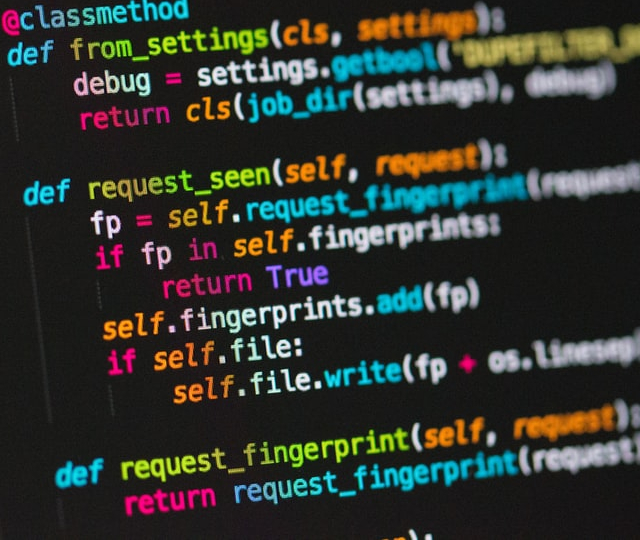 @classmethod
def from_settings(cls, settings):
debug = settings.getbool('DUPEFILTER_
return cls(job_dir(settings), debug)
def request_seen(self, request):
fp = self.request_fingerprint(request
if fp in self.fingerprints:
return True
self.fingerprints.add(fp)
if self.file:
self.file.write(fp + os.linesep
def request_fingerprint(self, request):
return request_fingerprint(request)